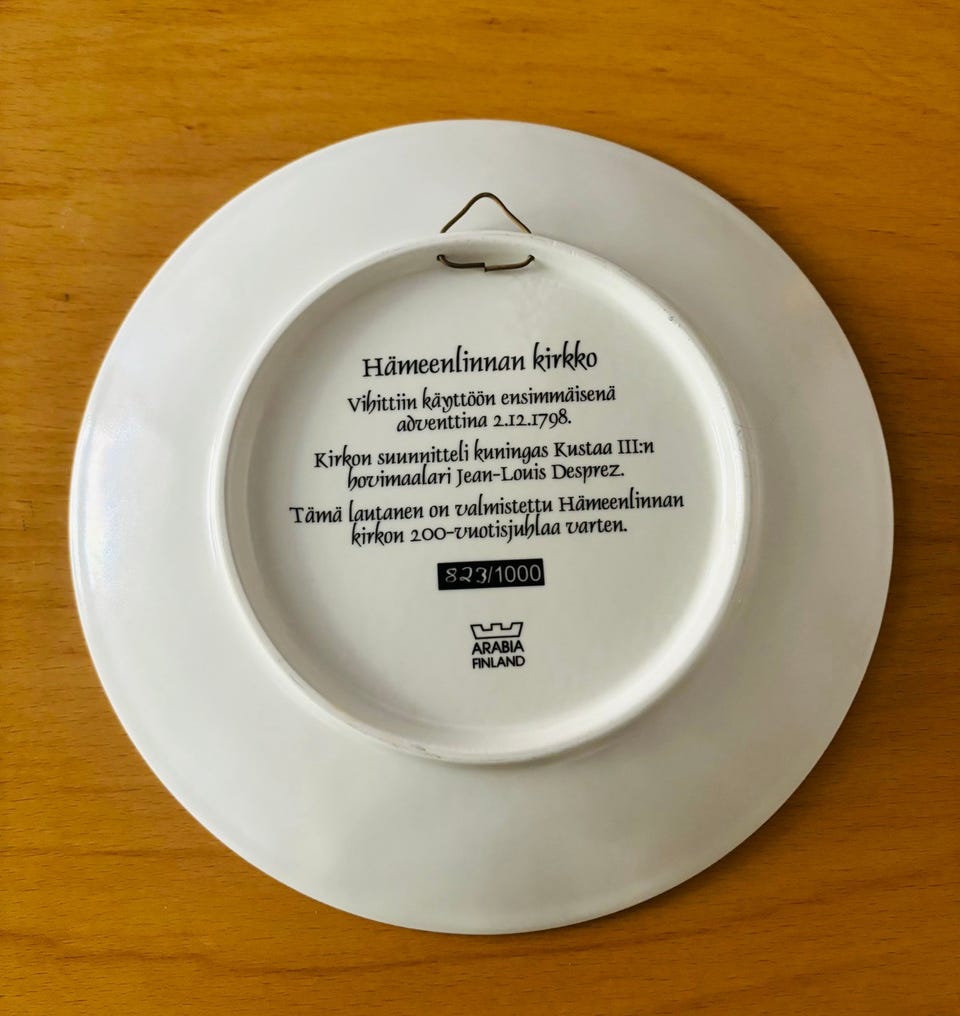 Hämeenlinnan kirkko
Vihittiin käyttöön ensimmäisenä
adventtina 2.12.1798.
Kirkon suunnitteli kuningas Kustaa III:n
hovimaalari Jean-Louis Desprez.
Tämä lautanen on valmistettu Hämeenlinnan
kirkon 200-vuotisjuhlaa varten.
823/1000
ARABIA
FINLAND